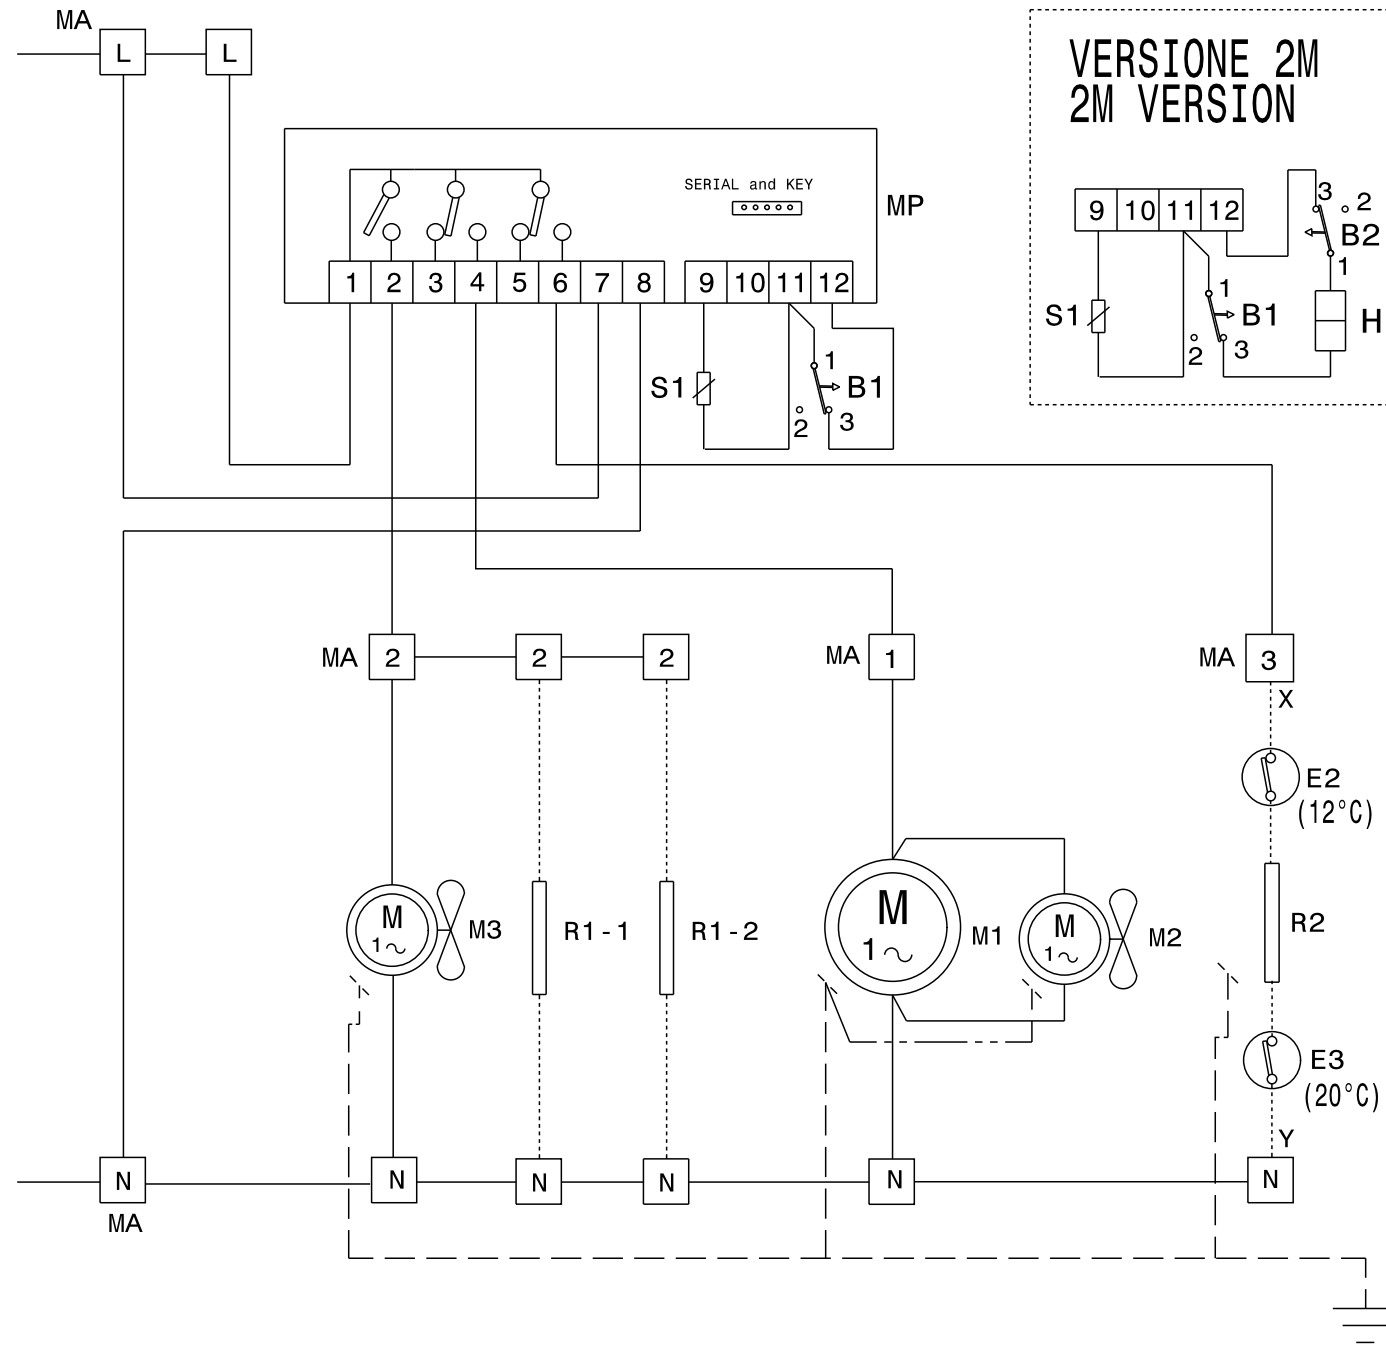 MA
L L
VERSIONE 2M
2M VERSION
SERIAL and KEY
MP
1 2 3 4 5 6 7 8 9 10 11 12
S1
1
B1
2
3
9 10 11 12
3
2
B2
1
S1
1
B1
2
3
H
MA 2 2 2
MA 1
MA 3
X
E2
(12°C)
M
1~
M3
R1-1
R1-2
M
1~
M1
M
1~
M2
R2
E3
(20°C)
Y
N N N N N N
MA